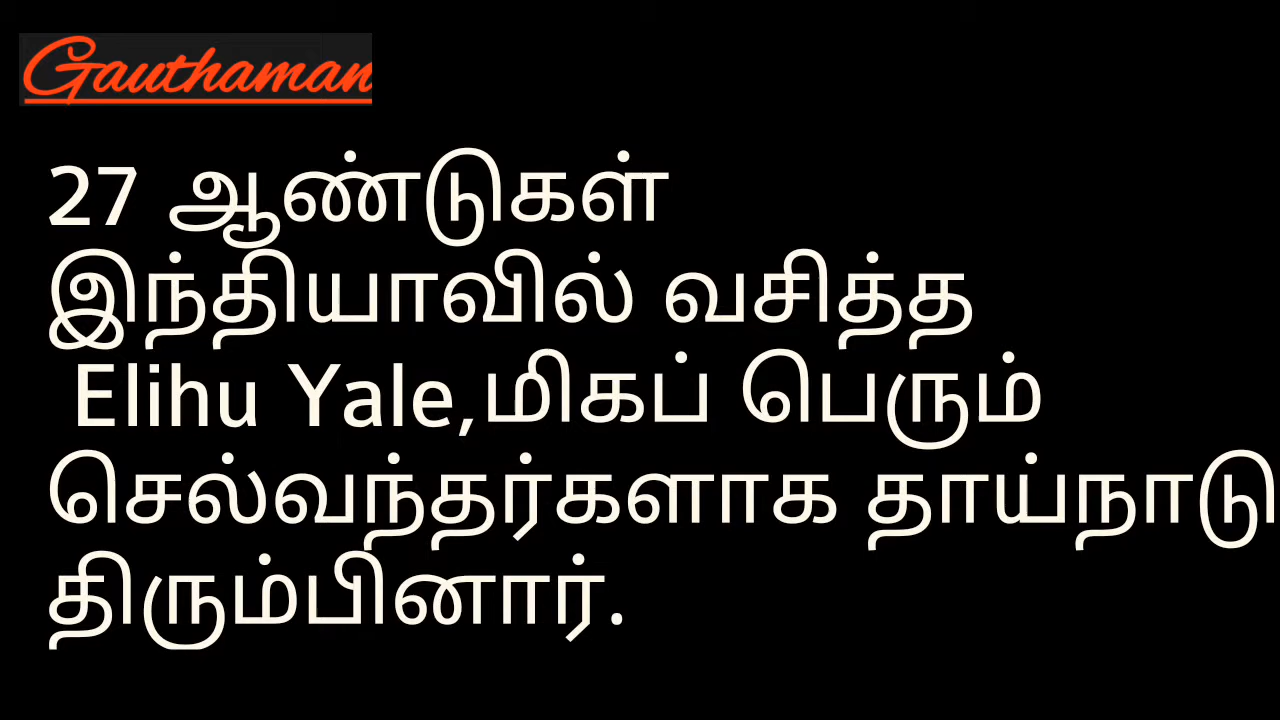 Gauthaman
27 ஆண்டுகள்
இந்தியாவில் வசித்த
Elihu Yale,மிகப் பெரும்
செல்வந்தர்களாக தாய்நாடு
திரும்பினார்.